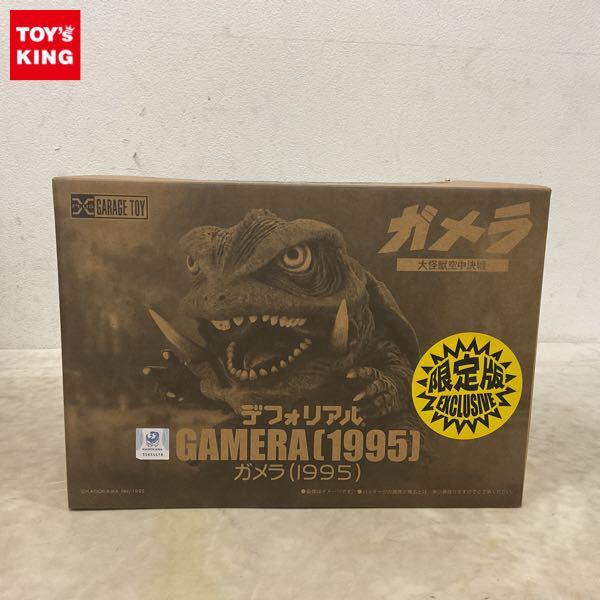 TOY's
KING
GARAGE TOY
ガメラ
大怪獣空中決戦
限定版
EXCLUSIVE
デフォリアル
GAMERA(1995)
ガメラ(1995)
©KADOKAWA NH/1995